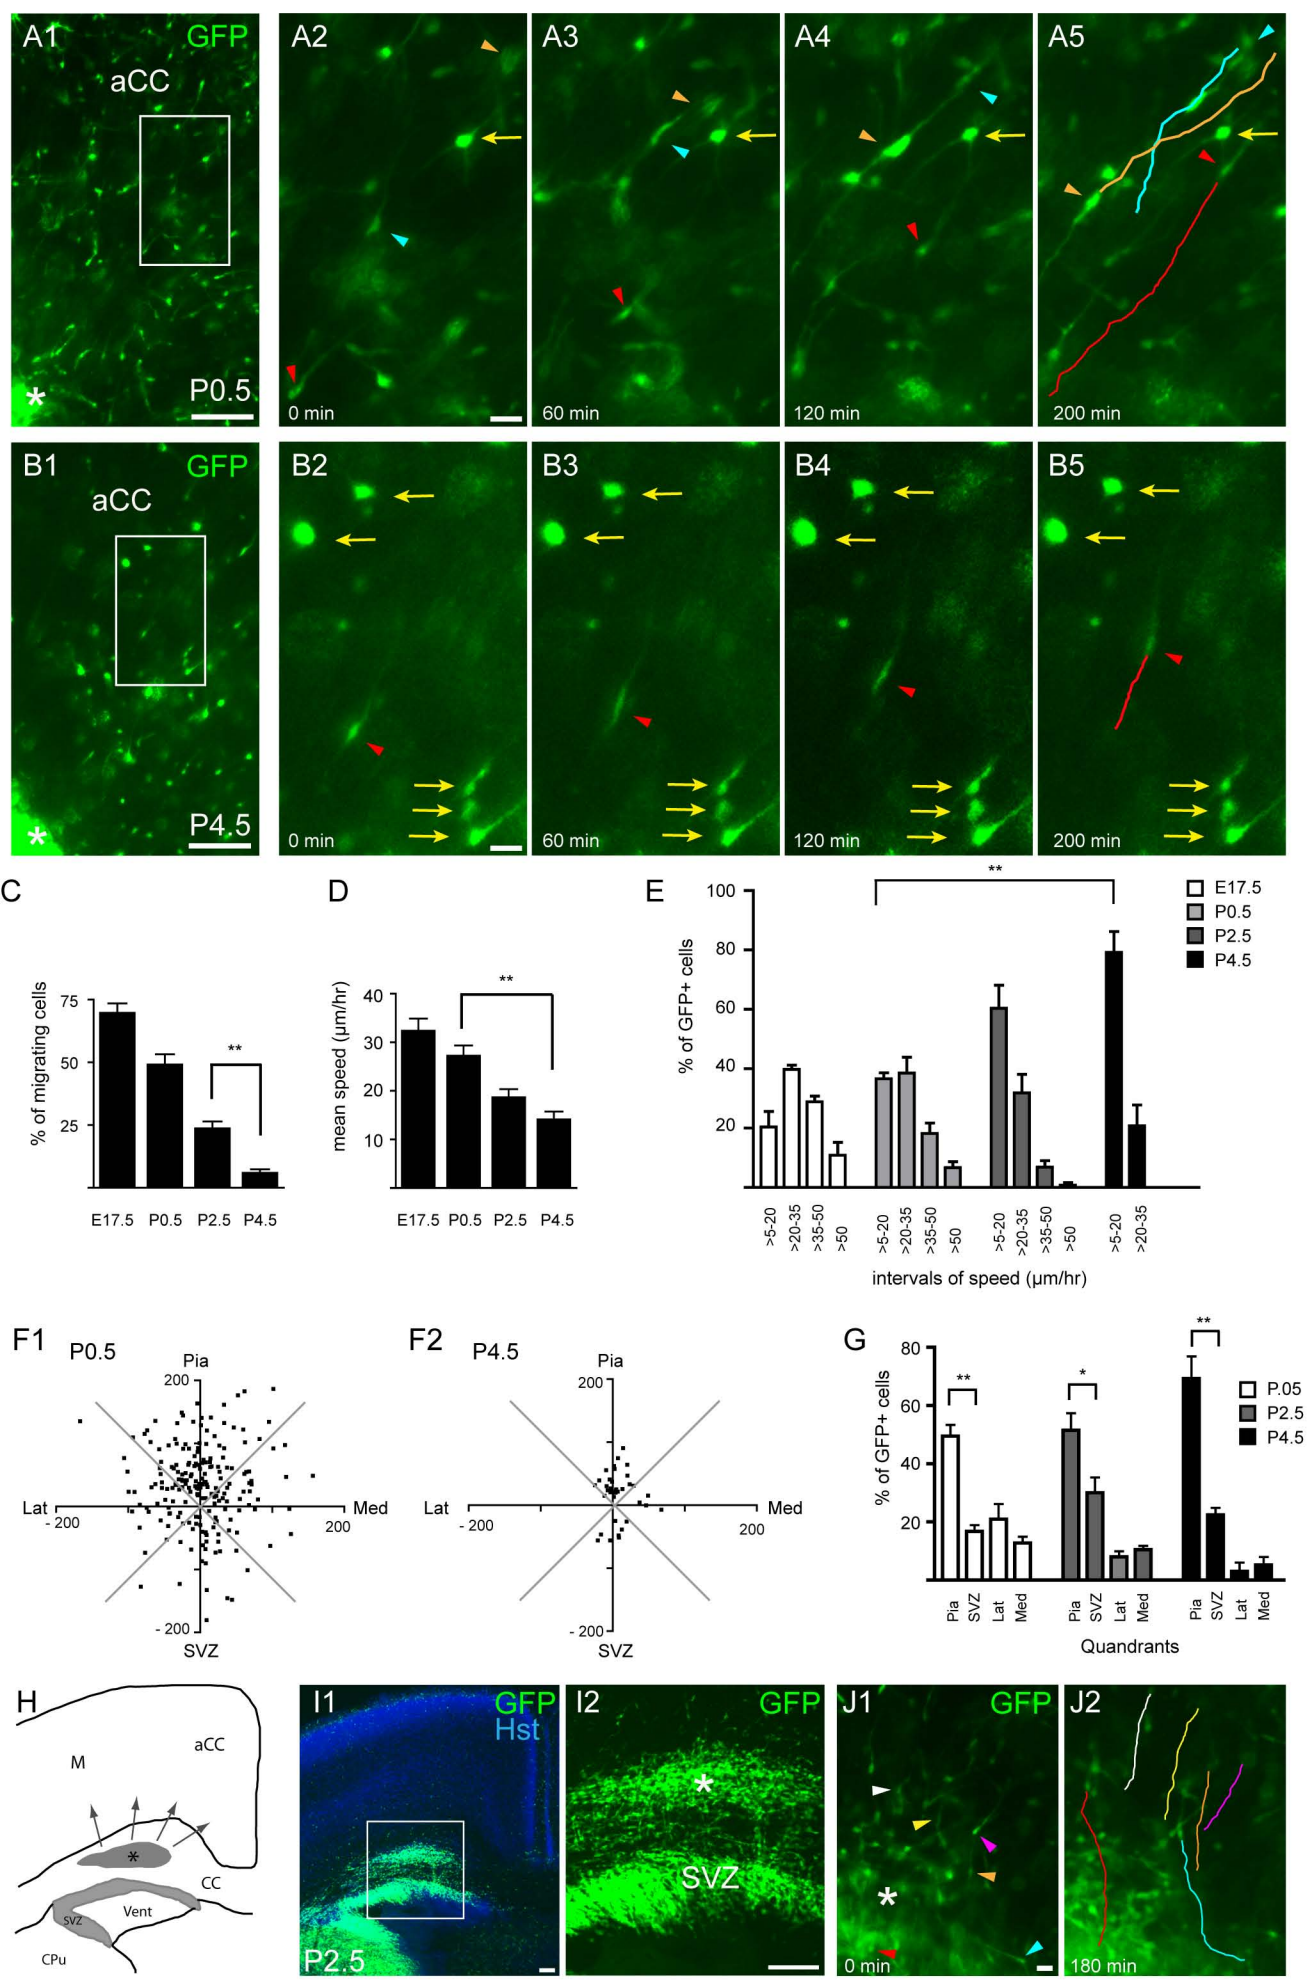 A1 GFP
aCC
P0.5
*
A2
0 min
A3
60 min
A4
120 min
A5
200 min
B1 GFP
aCC
P4.5
*
B2
0 min
B3
60 min
B4
120 min
B5
200 min
C
% of migrating cells
75
50
25
**
E17.5 P0.5 P2.5 P4.5
D
mean speed (µm/hr)
40
30
20
10
**
E17.5 P0.5 P2.5 P4.5
E
% of GFP+ cells
100
80
60
40
20
**
E17.5
P0.5
P2.5
P4.5
>5-20 >20-35 >35-50 >50 >5-20 >20-35 >35-50 >50 >5-20 >20-35 >35-50 >50 >5-20 >20-35
intervals of speed (µm/hr)
F1 P0.5
Pia
200
Lat Med
- 200 200
- 200
SVZ
F2 P4.5
Pia
200
Lat Med
- 200 200
- 200
SVZ
G
% of GFP+ cells
80
60
40
20
** * **
P.05
P2.5
P4.5
Pia SVZ Lat Med Pia SVZ Lat Med Pia SVZ Lat Med
Quandrants
H
aCC
M
*
CC
Vent
SVZ
CPu
I1 GFP
Hst
P2.5
I2 GFP
*
SVZ
J1 GFP
*
0 min
J2
180 min